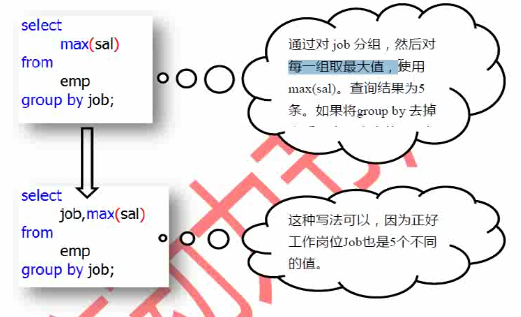 select
max(sal)
from
emp
group by job;
通过对 job 分组，然后对
每一组取最大值，使用
max(sal)。查询结果为5
条。如果将group by 去掉
select
job,max(sal)
from
emp
group by job;
这种写法可以，因为正好
工作岗位Job也是5个不同
的值。